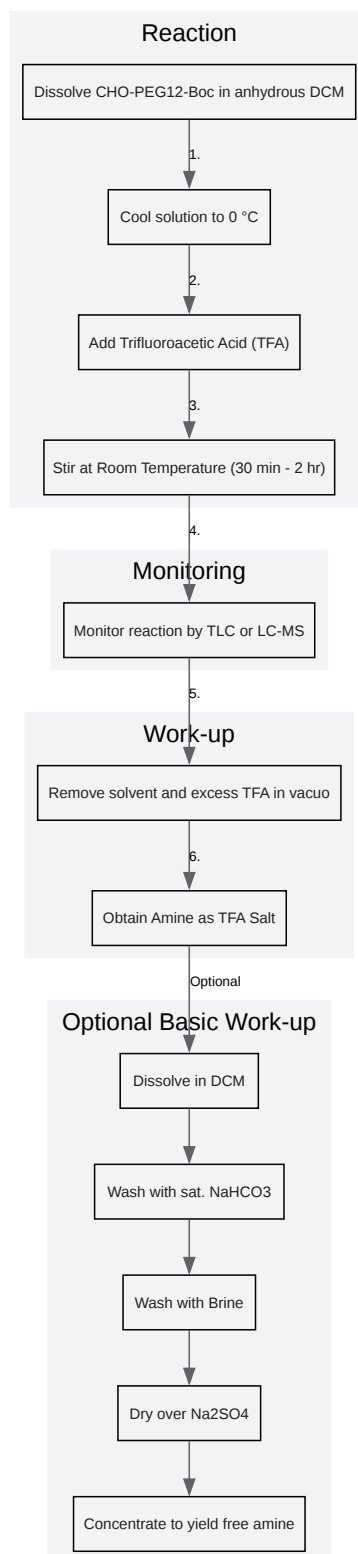 Reaction
Dissolve CHO-PEG12-Boc in anhydrous DCM
1.
Cool solution to 0 °C
2.
Add Trifluoroacetic Acid (TFA)
3.
Stir at Room Temperature (30 min - 2 hr)
4.
Monitoring
Monitor reaction by TLC or LC-MS
5.
Work-up
Remove solvent and excess TFA in vacuo
6.
Obtain Amine as TFA Salt
Optional
Optional Basic Work-up
Dissolve in DCM
Wash with sat. NaHCO3
Wash with Brine
Dry over Na2SO4
Concentrate to yield free amine